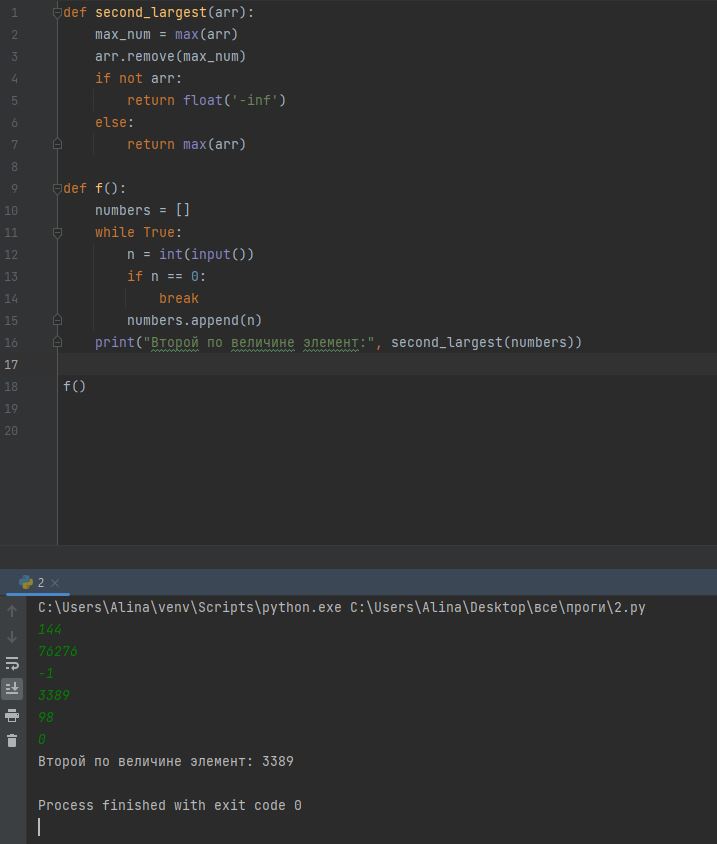 1 def second_largest(arr):
2     max_num = max(arr)
3     arr.remove(max_num)
4     if not arr:
5         return float('-inf')
6     else:
7         return max(arr)
8
9 def f():
10     numbers = []
11     while True:
12         n = int(input())
13         if n == 0:
14             break
15         numbers.append(n)
16     print("Второй по величине элемент:", second_largest(numbers))
17
18 f()
19
20
2
C:\Users\Alina\venv\Scripts\python.exe C:\Users\Alina\Desktop\все\проги\2.py
144
76276
-1
3389
98
0
Второй по величине элемент: 3389
Process finished with exit code 0